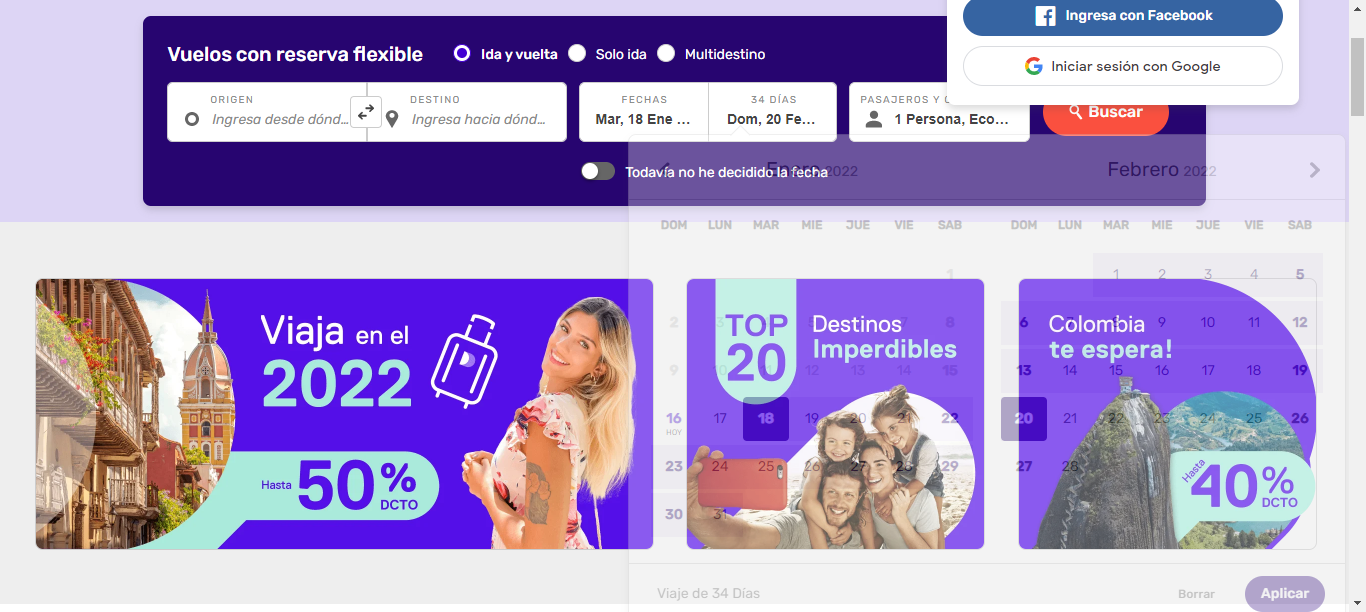 Ingresa con Facebook
Iniciar sesión con Google
Vuelos con reserva flexible
Ida y vuelta
Solo ida
Multidestino
ORIGEN
Ingresa desde dónd...
DESTINO
Ingresa hacia dónd...
FECHAS
Mar, 18 Ene ...
34 DÍAS
Dom, 20 Fe...
PASAJEROS Y
1 Persona, Eco...
Buscar
Todavía no he decidido la fecha
Enero 2022
Febrero 2022
DOM LUN MAR MIE JUE VIE SAB
DOM LUN MAR MIE JUE VIE SAB
1
1 2 3 4 5
2 3 8
6 7 8 9 10 11 12
9 10 12 13 14 15
13 14 15 16 17 18 19
16 17 18 19 20 21 22
HOY
20 21 22 23 24 25 26
23 24 25 26 27 28 29
27 28
30 31
Viaja en el
2022
Hasta 50% DCTO
TOP
20
Destinos
Imperdibles
Colombia
te espera!
Hasta 40% DCTO
Viaje de 34 Días
Borrar
Aplicar